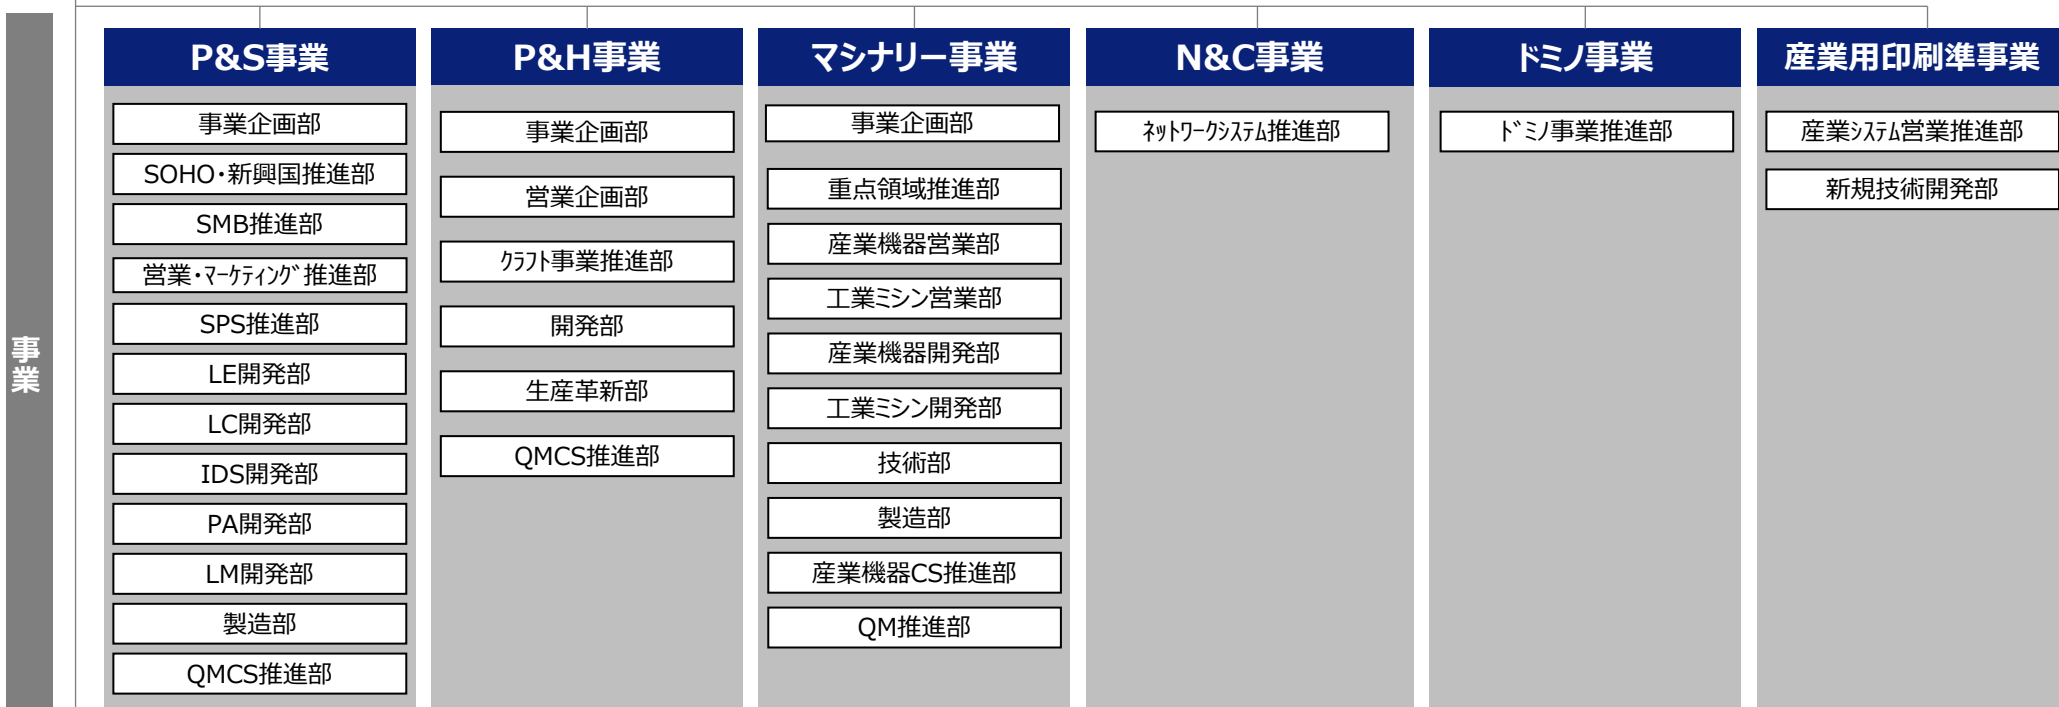 事業
P&S事業
事業企画部
SOHO・新興国推進部
SMB推進部
営業・ﾏｰｹﾃｨﾝｸﾞ推進部
SPS推進部
LE開発部
LC開発部
IDS開発部
PA開発部
LM開発部
製造部
QMCS推進部
P&H事業
事業企画部
営業企画部
ｸﾗﾌﾄ事業推進部
開発部
生産革新部
QMCS推進部
マシナリー事業
事業企画部
重点領域推進部
産業機器営業部
工業ミシン営業部
産業機器開発部
工業ミシン開発部
技術部
製造部
産業機器CS推進部
QM推進部
N&C事業
ﾈｯﾄﾜｰｸｼｽﾃﾑ推進部
ドミノ事業
ﾄﾞﾐﾉ事業推進部
産業用印刷準事業
産業ｼｽﾃﾑ営業推進部
新規技術開発部